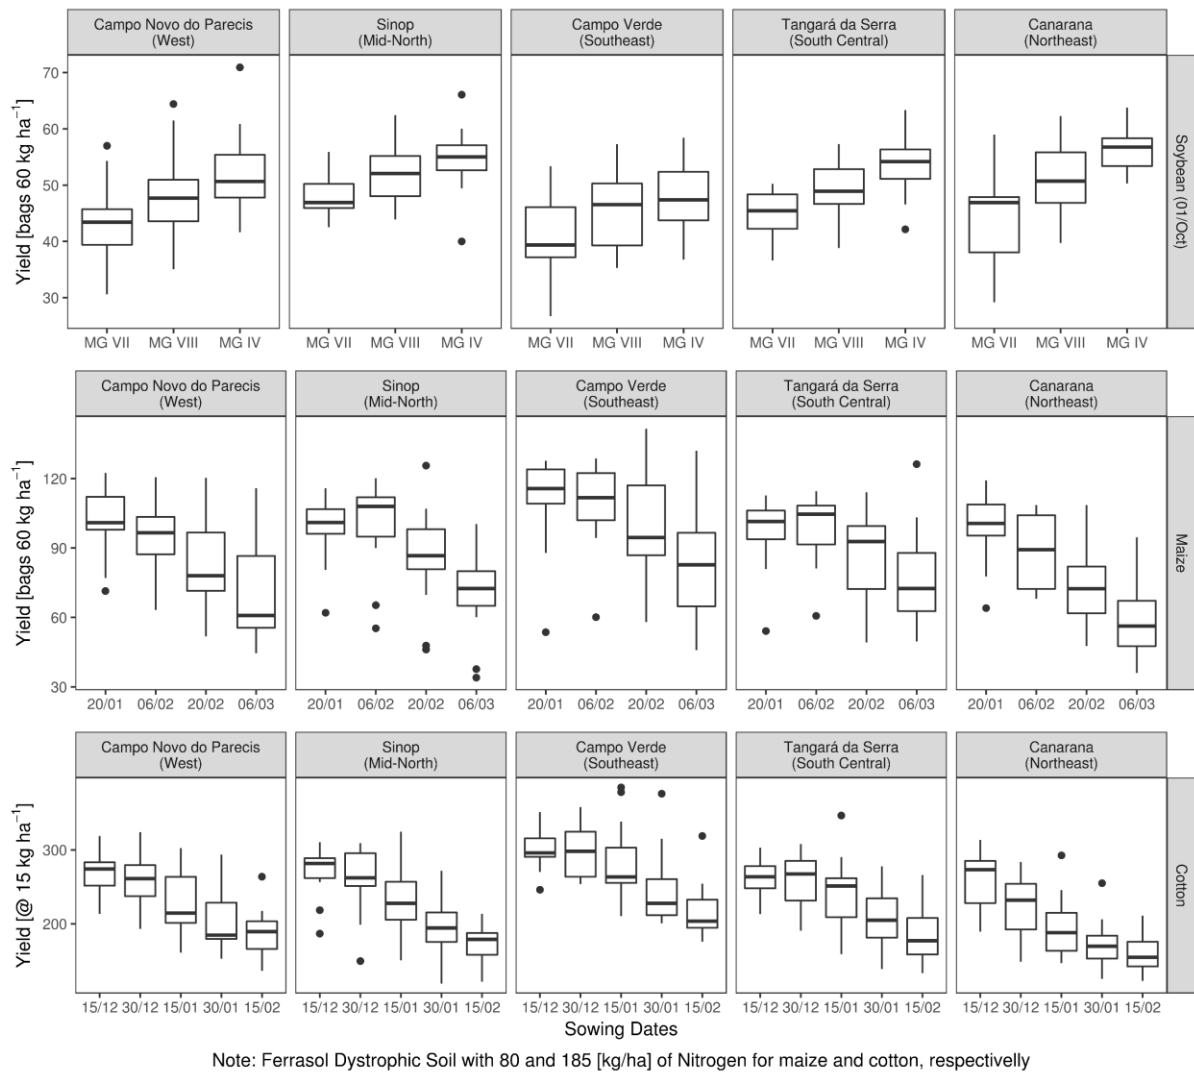 Campo Novo do Parecis
(West)
Sinop
(Mid-North)
Campo Verde
(Southeast)
Tangará da Serra
(South Central)
Canarana
(Northeast)
Yield [bags 60 kg ha⁻¹]
70
60
50
40
30
Soybean (01/Oct)
MG VII MG VIII MG IV
MG VII MG VIII MG IV
MG VII MG VIII MG IV
MG VII MG VIII MG IV
MG VII MG VIII MG IV
Campo Novo do Parecis
(West)
Sinop
(Mid-North)
Campo Verde
(Southeast)
Tangará da Serra
(South Central)
Canarana
(Northeast)
Yield [bags 60 kg ha⁻¹]
120
90
60
30
Maize
20/01 06/02 20/02 06/03
20/01 06/02 20/02 06/03
20/01 06/02 20/02 06/03
20/01 06/02 20/02 06/03
20/01 06/02 20/02 06/03
Campo Novo do Parecis
(West)
Sinop
(Mid-North)
Campo Verde
(Southeast)
Tangará da Serra
(South Central)
Canarana
(Northeast)
Yield [@ 15 kg ha⁻¹]
300
200
Cotton
15/12 30/12 15/01 30/01 15/02
15/12 30/12 15/01 30/01 15/02
15/12 30/12 15/01 30/01 15/02
15/12 30/12 15/01 30/01 15/02
15/12 30/12 15/01 30/01 15/02
Sowing Dates
Note: Ferrasol Dystrophic Soil with 80 and 185 [kg/ha] of Nitrogen for maize and cotton, respectivelly